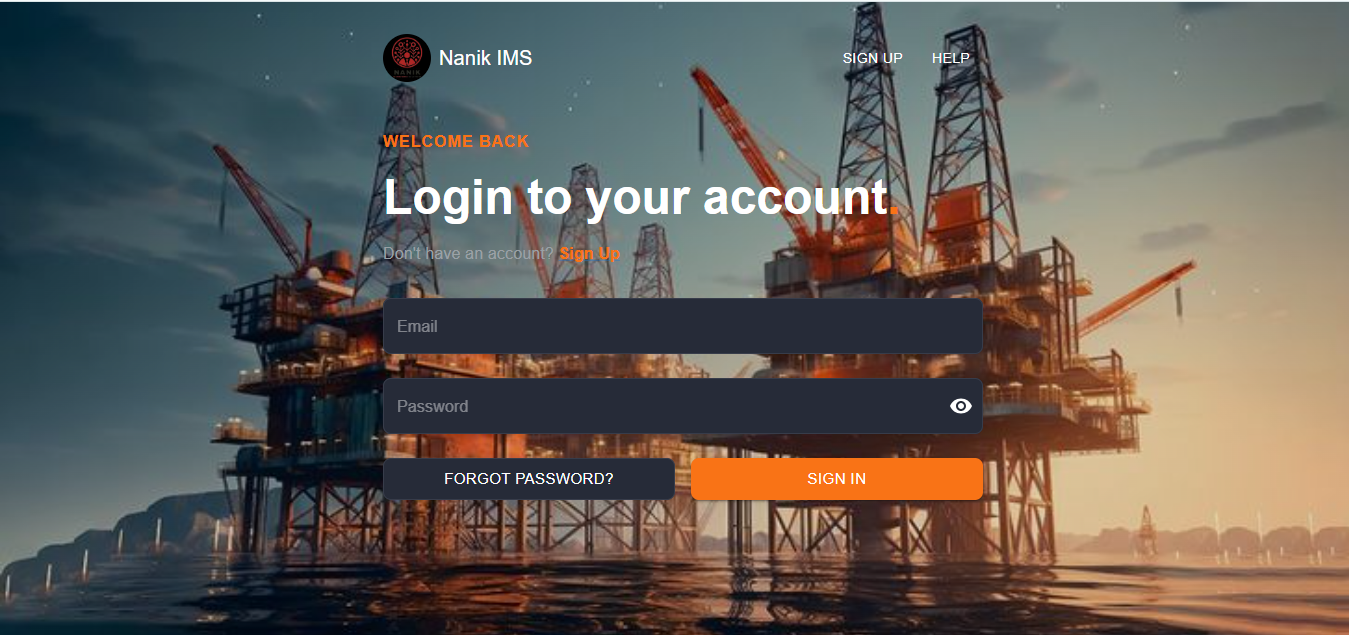 NANIK
Nanik IMS
SIGN UP
HELP
WELCOME BACK
Login to your account.
Don't have an account? Sign Up
Email
Password
FORGOT PASSWORD?
SIGN IN